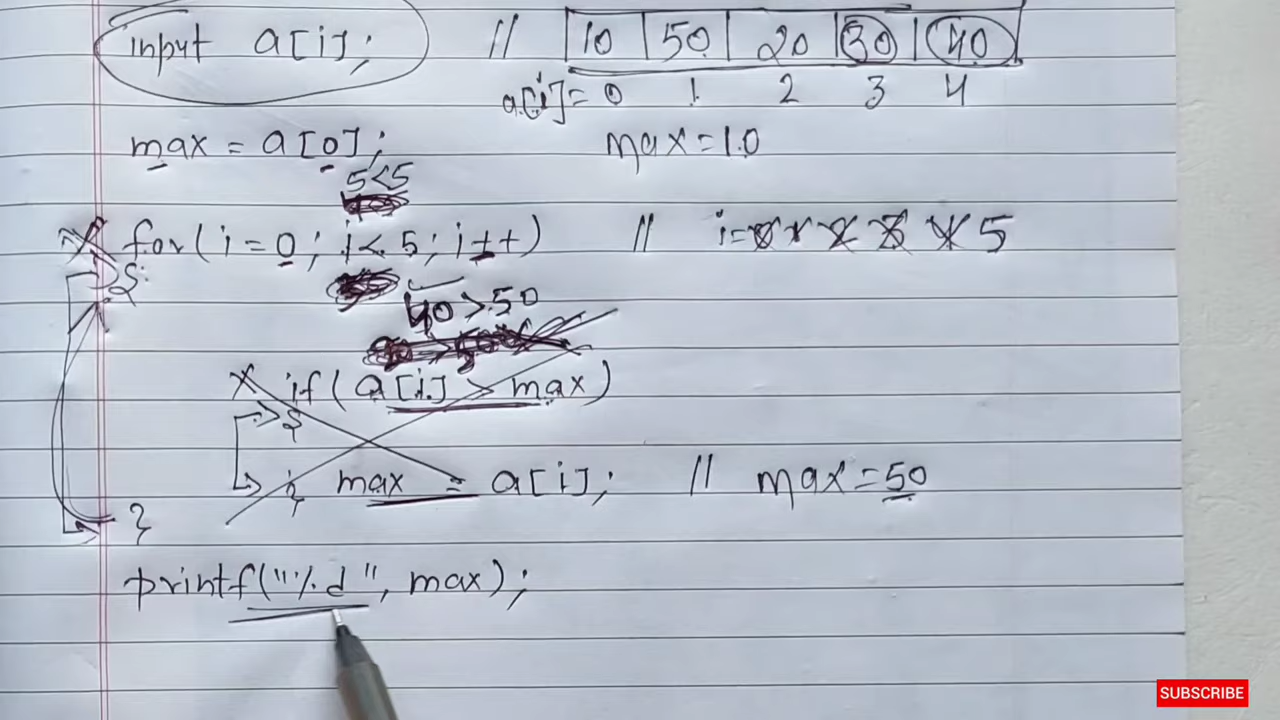 input a[i]; // 10 50 20 30 40
a[i]= 0 1 2 3 4
max = a[0]; max=10
5<5
for(i=0; i<5; i++) // i=0 1 2 3 4 5
{
40>50
if(a[i] > max)
{
max = a[i]; // max=50
}
}
printf("%d", max);
SUBSCRIBE